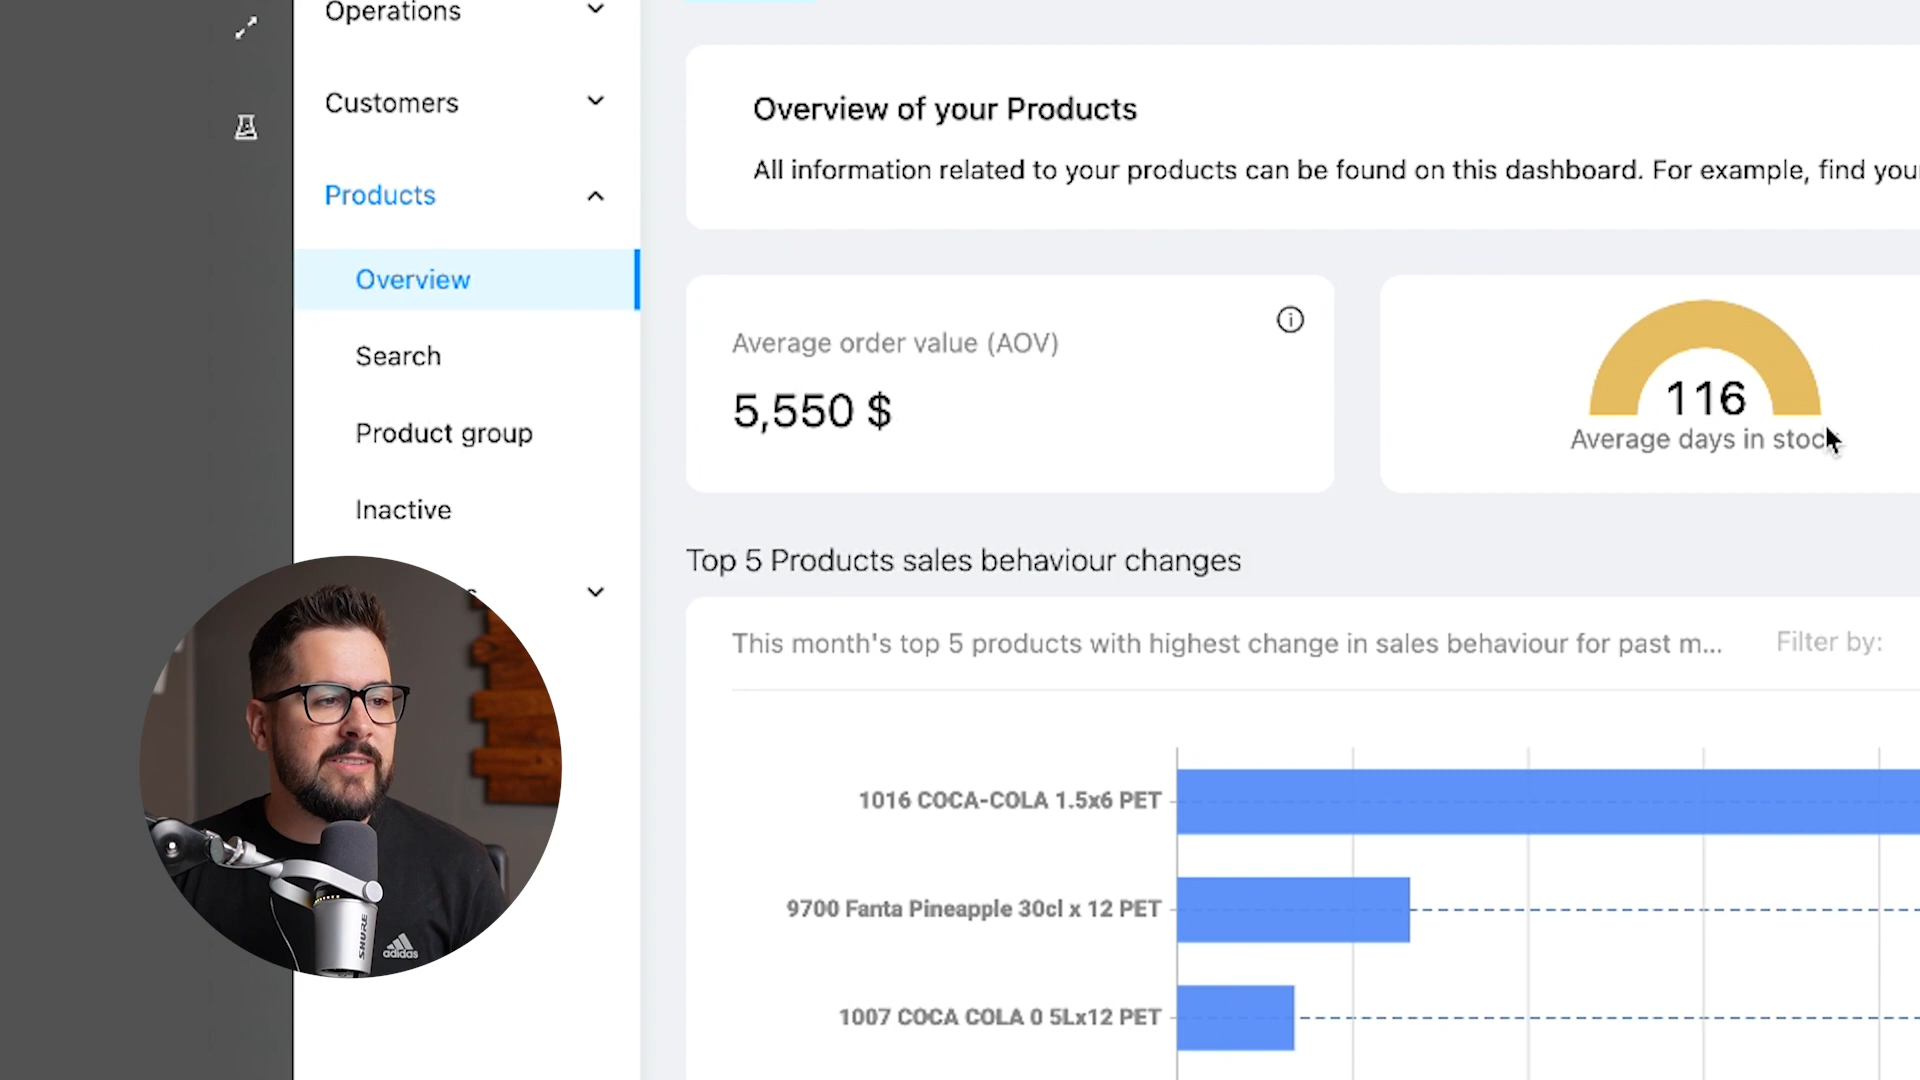 Operations
Customers
Products
Overview
Search
Product group
Inactive
Overview of your Products
All information related to your products can be found on this dashboard. For example, find your
Average order value (AOV)
5,550 $
116
Average days in stock
Top 5 Products sales behaviour changes
This month's top 5 products with highest change in sales behaviour for past m...
Filter by:
1016 COCA-COLA 1.5x6 PET
9700 Fanta Pineapple 30cl x 12 PET
1007 COCA COLA 0 5Lx12 PET
SHURE
adidas